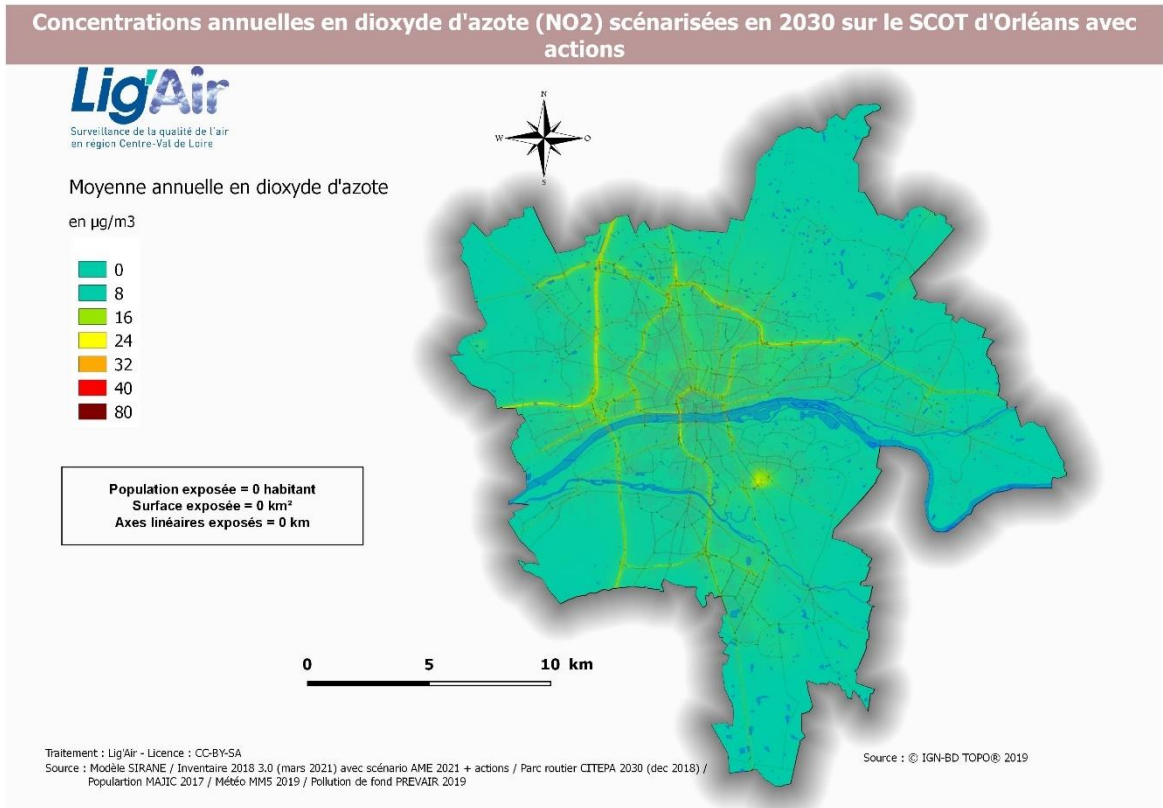 Concentrations annuelles en dioxyde d'azote (NO2) scénarisées en 2030 sur le SCOT d'Orléans avec
actions
Lig'Air
Surveillance de la qualité de l'air
en région Centre-Val de Loire
N
W
O
S
Moyenne annuelle en dioxyde d'azote
en µg/m3
0
8
16
24
32
40
80
Population exposée = 0 habitant
Surface exposée = 0 km²
Axes linéaires exposés = 0 km
0 5 10 km
Traitement : Lig'Air - Licence : CC-BY-SA
Source : Modèle SIRANE / Inventaire 2018 3.0 (mars 2021) avec scénario AME 2021 + actions / Parc routier CITEPA 2030 (dec 2018) /
Populartion MAJIC 2017 / Météo MM5 2019 / Pollution de fond PREVAIR 2019
Source : © IGN-BD TOPO® 2019